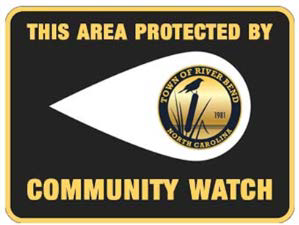 THIS AREA PROTECTED BY
TOWN OF RIVER BEND
1981
NORTH CAROLINA
COMMUNITY WATCH